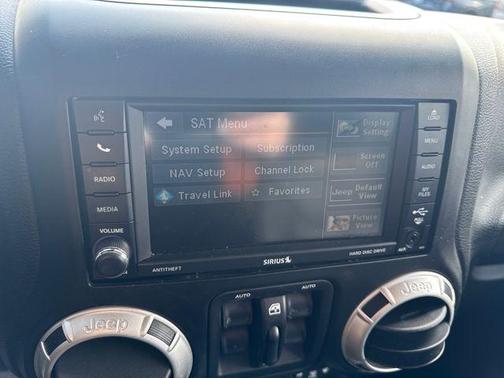 SAT Menu
System Setup
Subscription
NAV Setup
Channel Lock
Travel Link
Favorites
Display Setting
Screen Off
Jeep
Default View
Picture View
RADIO
MEDIA
VOLUME
LOAD
MENU
AUDIO
MY FILES
ANTITHEFT
SIRIUS
HARD DISC DRIVE
AUX
AUTO
AUTO
Jeep
Jeep